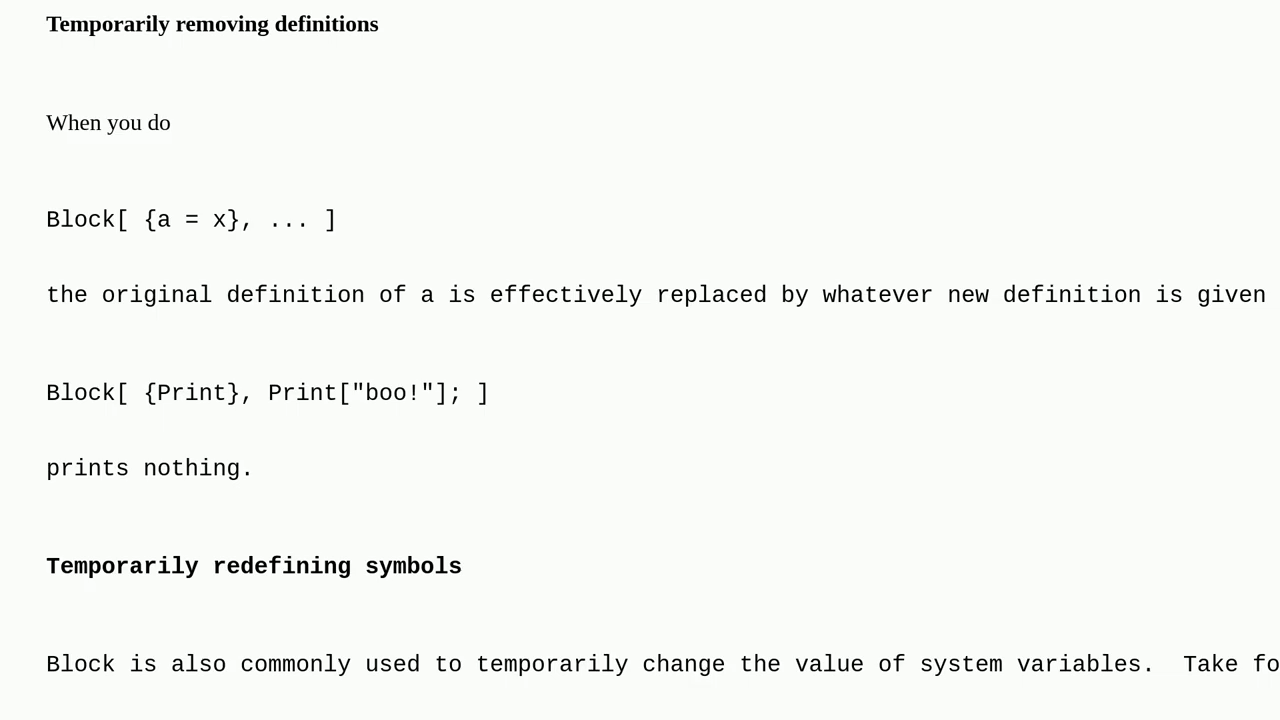 Temporarily removing definitions
When you do
Block[ {a = x}, ... ]
the original definition of a is effectively replaced by whatever new definition is given
Block[ {Print}, Print["boo!"]; ]
prints nothing.
Temporarily redefining symbols
Block is also commonly used to temporarily change the value of system variables.  Take fo